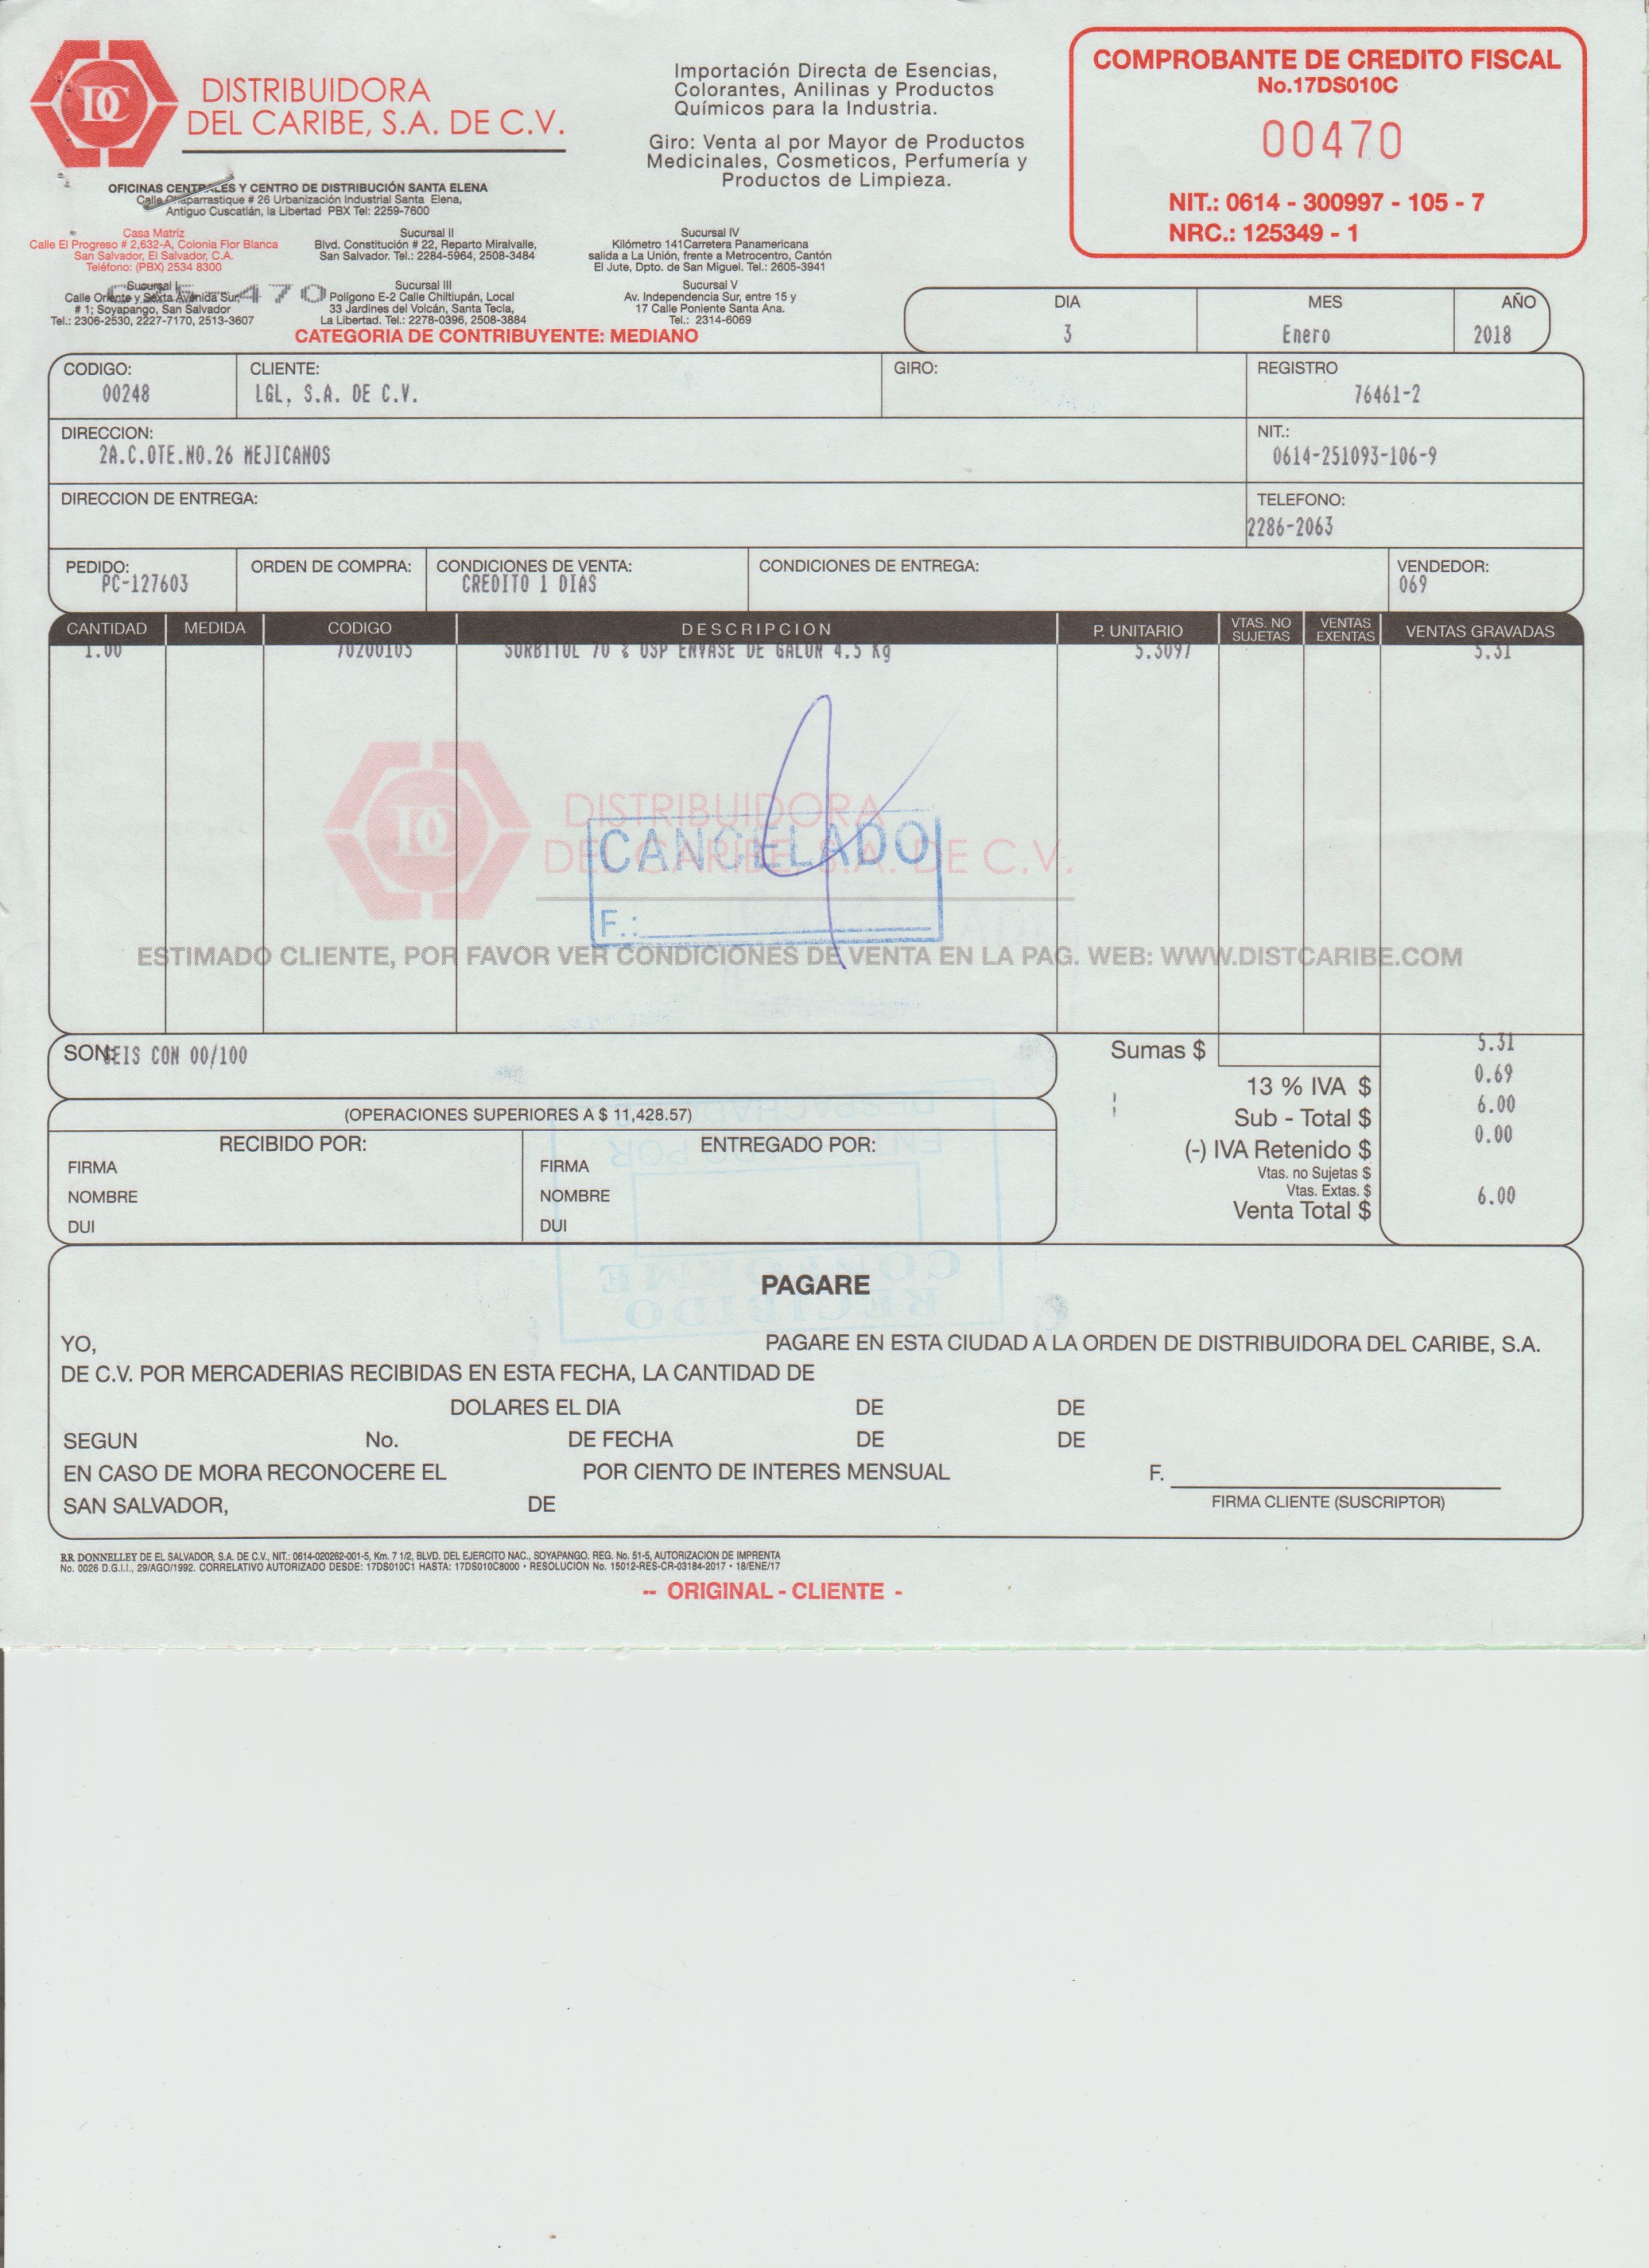 DISTRIBUIDORA
DEL CARIBE, S.A. DE C.V.
OFICINAS CENTRALES Y CENTRO DE DISTRIBUCIÓN SANTA ELENA
Calle Chaparrastique # 26 Urbanización Industrial Santa Elena,
Antiguo Cuscatlán, la Libertad PBX Tel: 2259-7600
Importación Directa de Esencias,
Colorantes, Anilinas y Productos
Químicos para la Industria.
Giro: Venta al por Mayor de Productos
Medicinales, Cosmeticos, Perfumería y
Productos de Limpieza.
COMPROBANTE DE CREDITO FISCAL
No.17DS010C
00470
NIT.: 0614 - 300997 - 105 - 7
NRC.: 125349 - 1
Casa Matriz
Calle El Progreso # 2,632-A, Colonia Flor Blanca
San Salvador, El Salvador, C.A.
Teléfono: (PBX) 2534 8300
Sucursal II
Blvd. Constitución # 22, Reparto Miralvalle,
San Salvador. Tel.: 2284-5964, 2508-3484
Sucursal IV
Kilómetro 141Carretera Panamericana
salida a La Unión, frente a Metrocentro, Cantón
El Jute, Dpto. de San Miguel. Tel.: 2605-3941
Sucursal I
Calle Oriente y Sexta Avenida Sur,
# 1; Soyapango, San Salvador
Tel.: 2306-2530, 2227-7170, 2513-3607
470
Sucursal III
Polígono E-2 Calle Chiltiupán, Local
33 Jardines del Volcán, Santa Tecla,
La Libertad. Tel.: 2278-0396, 2508-3884
Sucursal V
Av. Independencia Sur, entre 15 y
17 Calle Poniente Santa Ana.
Tel.: 2314-6069
CATEGORIA DE CONTRIBUYENTE: MEDIANO
DIA MES AÑO
3 Enero 2018
CODIGO: CLIENTE: GIRO: REGISTRO
00248 LGL, S.A. DE C.V. 76461-2
DIRECCION: NIT.:
2A.C.OTE.NO.26 MEJICANOS 0614-251093-106-9
DIRECCION DE ENTREGA: TELEFONO:
2286-2063
PEDIDO: ORDEN DE COMPRA: CONDICIONES DE VENTA: CONDICIONES DE ENTREGA: VENDEDOR:
PC-127603 CREDITO 1 DIAS 069
CANTIDAD MEDIDA CODIGO DESCRIPCION P. UNITARIO VTAS. NO SUJETAS VENTAS EXENTAS VENTAS GRAVADAS
1.00 70200105 SORBITOL 70 % USP ENVASE DE GALON 4.5 Kg 5.3097 5.31
DISTRIBUIDORA
DEL CARIBE, S.A. DE C.V.
CANCELADO
F.:
ESTIMADO CLIENTE, POR FAVOR VER CONDICIONES DE VENTA EN LA PAG. WEB: WWW.DISTCARIBE.COM
SON: SEIS CON 00/100
Sumas $ 5.31
13 % IVA $ 0.69
Sub - Total $ 6.00
(-) IVA Retenido $ 0.00
Vtas. no Sujetas $
Vtas. Extas. $
Venta Total $ 6.00
(OPERACIONES SUPERIORES A $ 11,428.57)
RECIBIDO POR: ENTREGADO POR:
FIRMA FIRMA
NOMBRE NOMBRE
DUI DUI
PAGARE
YO, PAGARE EN ESTA CIUDAD A LA ORDEN DE DISTRIBUIDORA DEL CARIBE, S.A.
DE C.V. POR MERCADERIAS RECIBIDAS EN ESTA FECHA, LA CANTIDAD DE
DOLARES EL DIA DE DE
SEGUN No. DE FECHA DE DE
EN CASO DE MORA RECONOCERE EL POR CIENTO DE INTERES MENSUAL F.
SAN SALVADOR, DE FIRMA CLIENTE (SUSCRIPTOR)
RR DONNELLEY DE EL SALVADOR, S.A. DE C.V., NIT.: 0614-020262-001-5, Km. 7 1/2, BLVD. DEL EJERCITO NAC., SOYAPANGO. REG. No. 51-5, AUTORIZACION DE IMPRENTA
No. 0026 D.G.I.I., 29/AGO/1992. CORRELATIVO AUTORIZADO DESDE: 17DS010C1 HASTA: 17DS010C8000 • RESOLUCION No. 15012-RES-CR-03184-2017 • 18/ENE/17
-- ORIGINAL - CLIENTE -